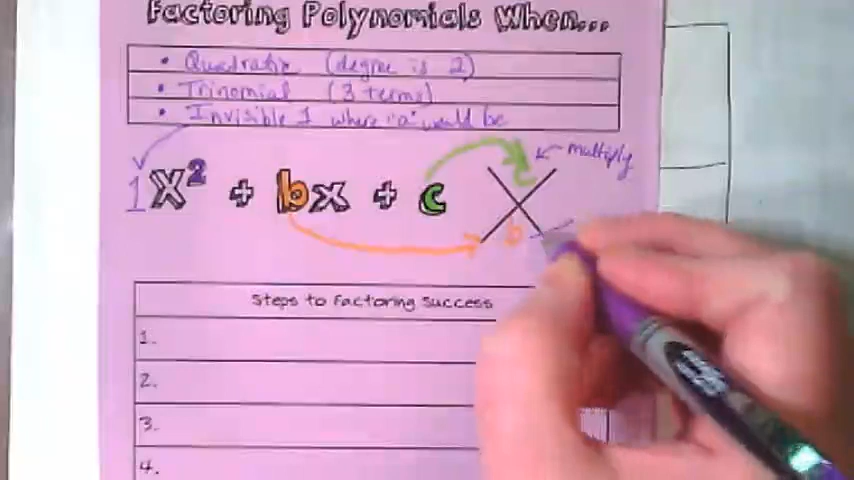 Factoring Polynomials When...
• Quadratic (degree is 2)
• Trinomial (3 terms)
• Invisible 1 where "a" would be
1x² + bx + c
c multiply
b
Steps to Factoring Success
1.
2.
3.
4.